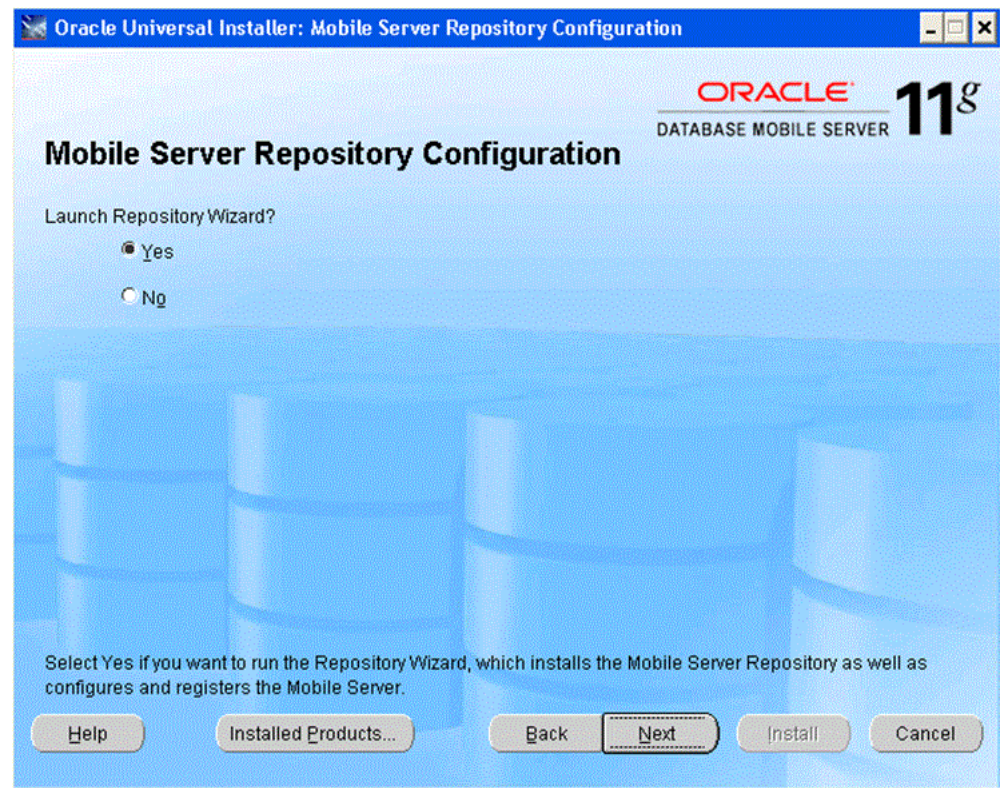 Oracle Universal Installer: Mobile Server Repository Configuration
ORACLE 11g
DATABASE MOBILE SERVER
Mobile Server Repository Configuration
Launch Repository Wizard?
Yes
No
Select Yes if you want to run the Repository Wizard, which installs the Mobile Server Repository as well as
configures and registers the Mobile Server.
Help Installed Products... Back Next Install Cancel